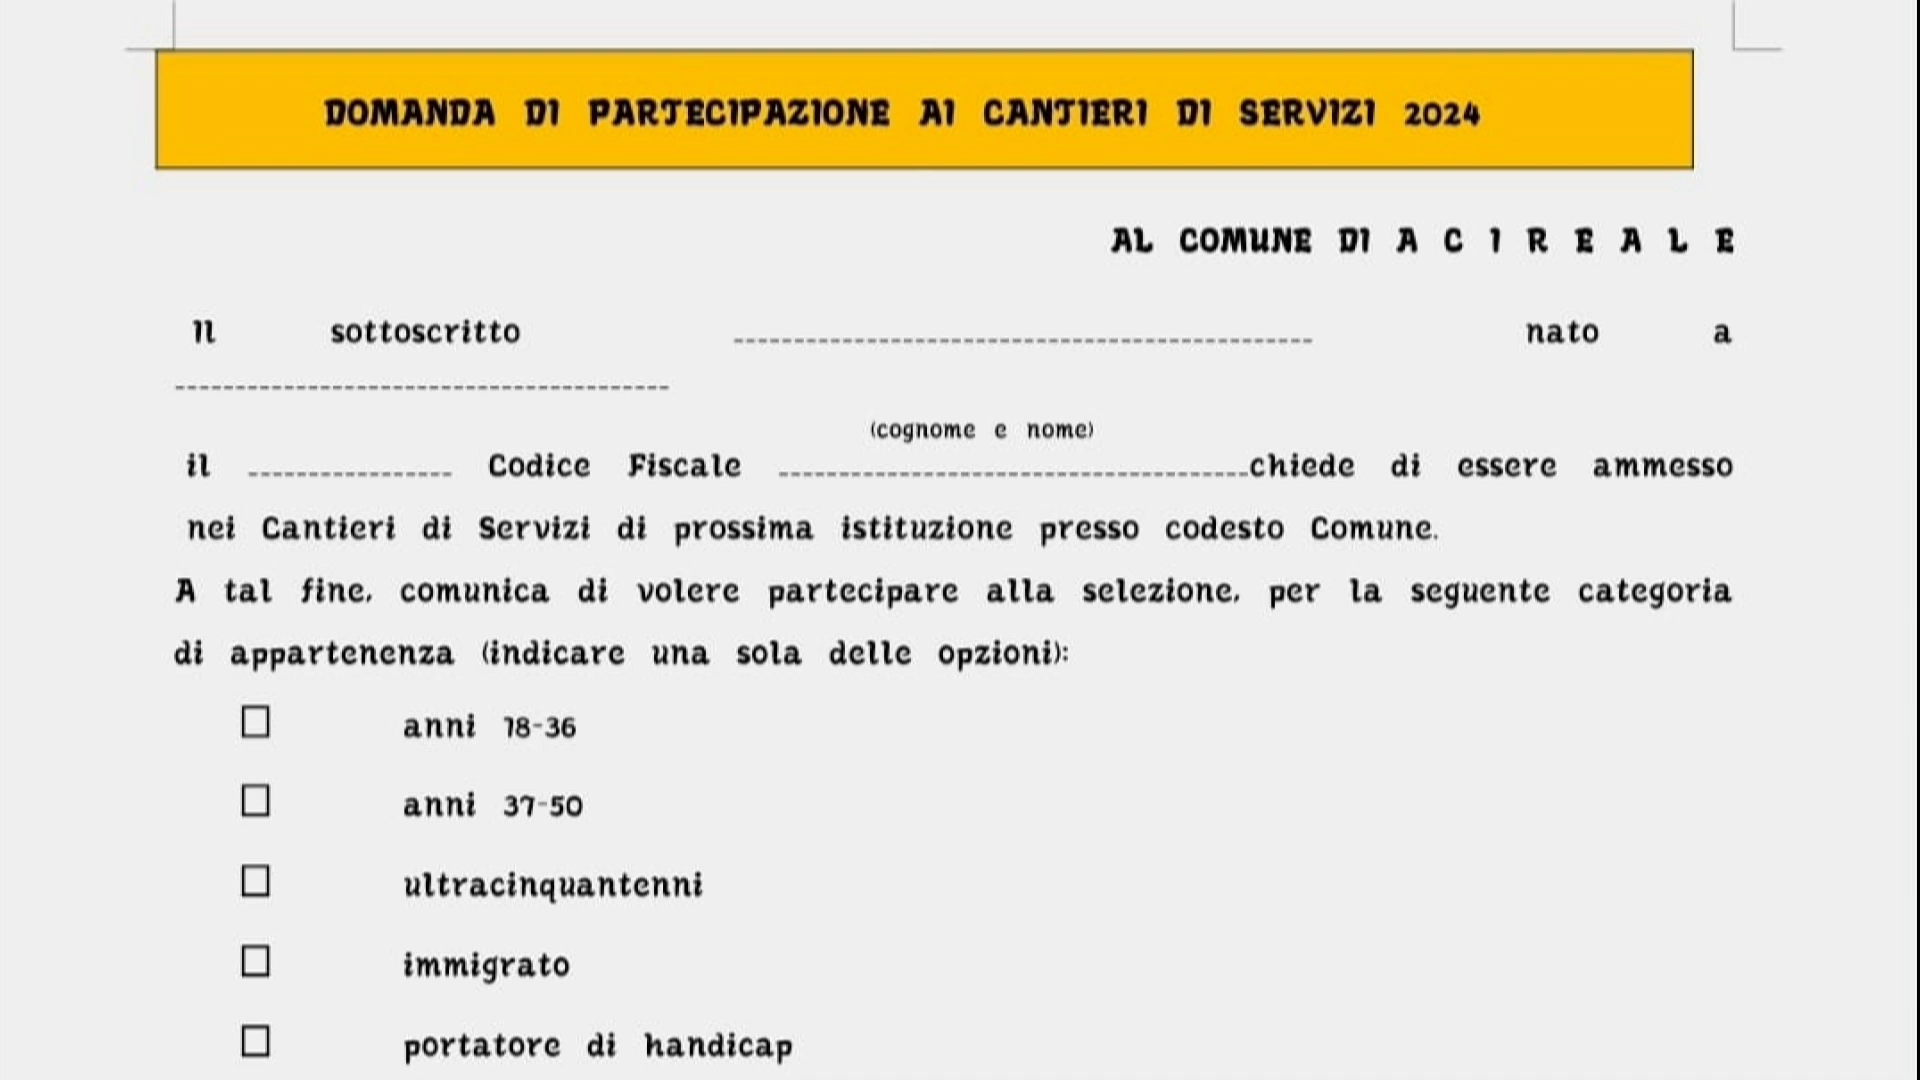 DOMANDA DI PARTECIPAZIONE AI CANTIERI DI SERVIZI 2024
AL COMUNE DI A C I R E A L E
Il sottoscritto ------------------------------------------------ nato a
-----------------------------------------
(cognome e nome)
il ----------------- Codice Fiscale ---------------------------------------chiede di essere ammesso
nei Cantieri di Servizi di prossima istituzione presso codesto Comune.
A tal fine, comunica di volere partecipare alla selezione, per la seguente categoria
di appartenenza (indicare una sola delle opzioni):
☐ anni 18-36
☐ anni 37-50
☐ ultracinquantenni
☐ immigrato
☐ portatore di handicap